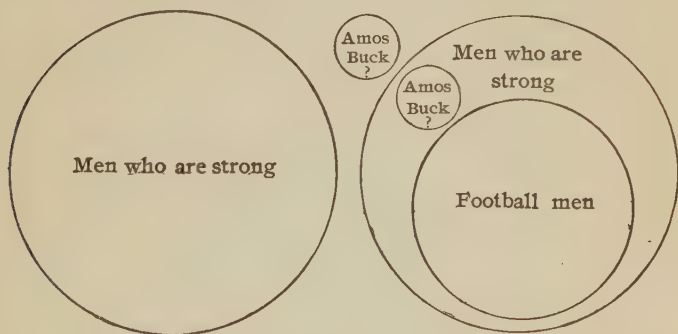 Men who are strong
Amos
Buck
?
Men who are
strong
Amos
Buck
?
Football men